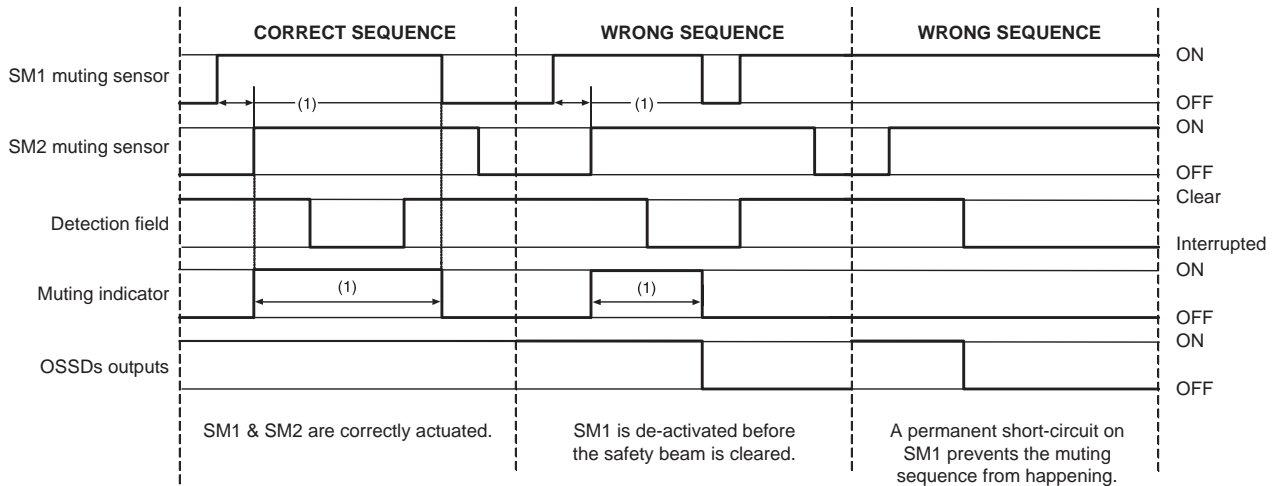 CORRECT SEQUENCE
WRONG SEQUENCE
WRONG SEQUENCE
SM1 muting sensor
(1)
(1)
ON
OFF
SM2 muting sensor
ON
OFF
Detection field
Clear
Interrupted
Muting indicator
(1)
(1)
ON
OFF
OSSDs outputs
ON
OFF
SM1 & SM2 are correctly actuated.
SM1 is de-activated before
the safety beam is cleared.
A permanent short-circuit on
SM1 prevents the muting
sequence from happening.